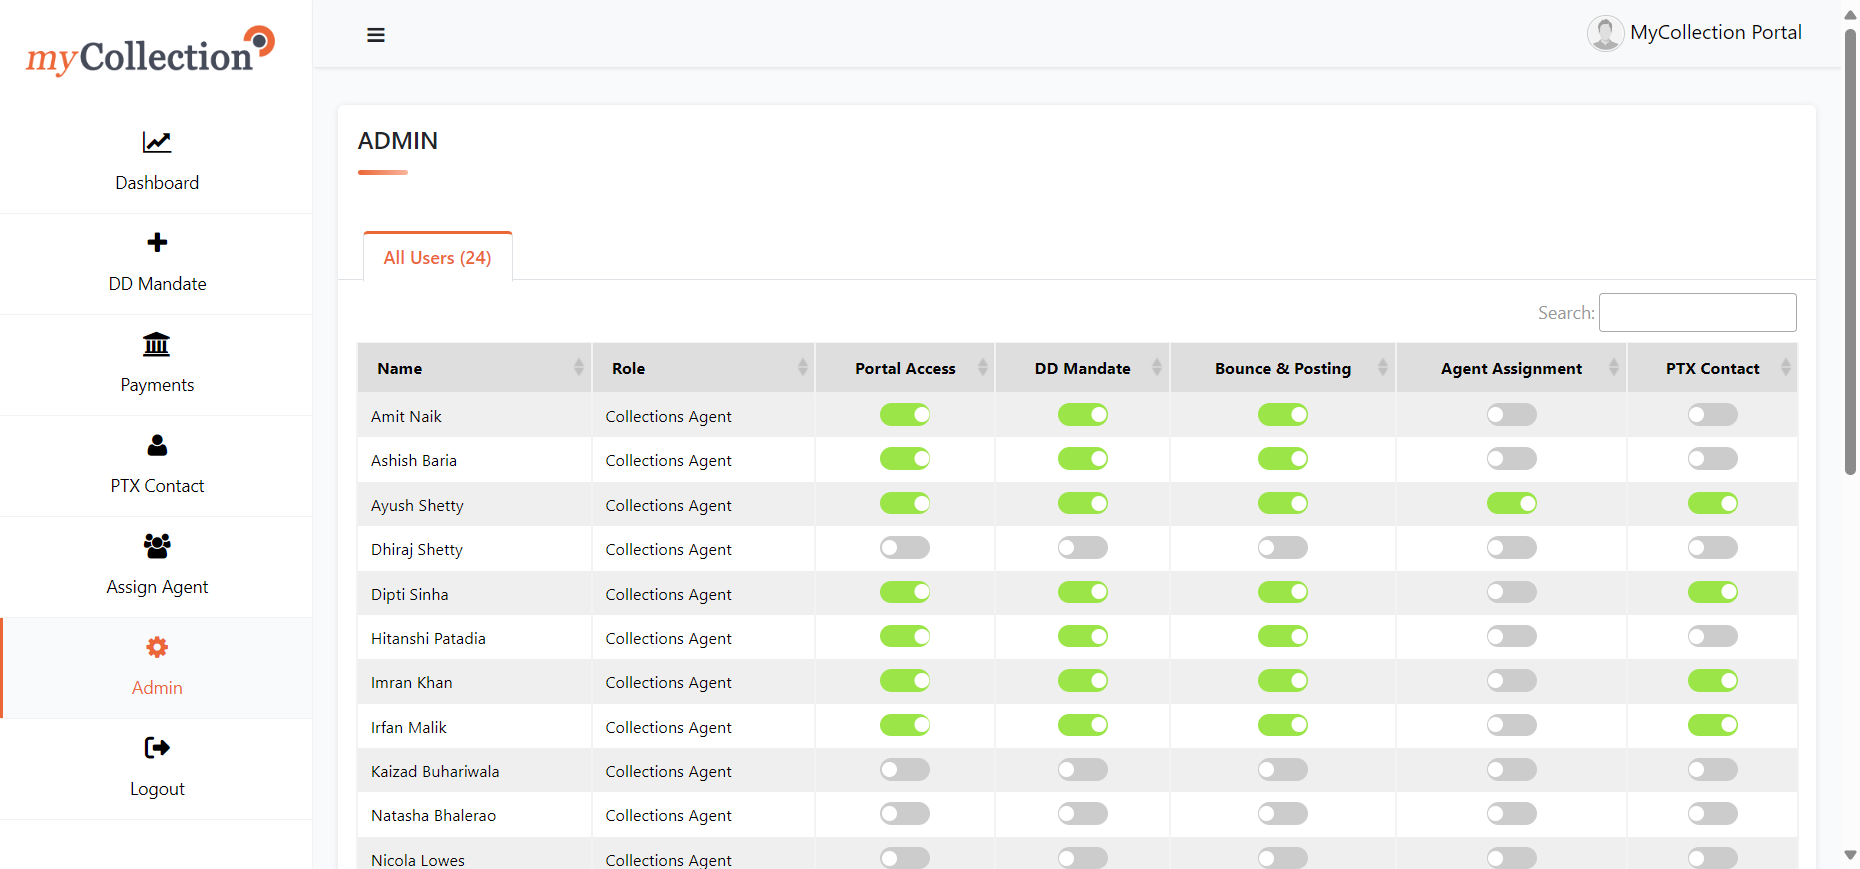 myCollection
MyCollection Portal
Dashboard
DD Mandate
Payments
PTX Contact
Assign Agent
Admin
Logout
ADMIN
All Users (24)
Search:
Name Role Portal Access DD Mandate Bounce & Posting Agent Assignment PTX Contact
Amit Naik Collections Agent
Ashish Baria Collections Agent
Ayush Shetty Collections Agent
Dhiraj Shetty Collections Agent
Dipti Sinha Collections Agent
Hitanshi Patadia Collections Agent
Imran Khan Collections Agent
Irfan Malik Collections Agent
Kaizad Buhariwala Collections Agent
Natasha Bhalerao Collections Agent
Nicola Lowes Collections Agent